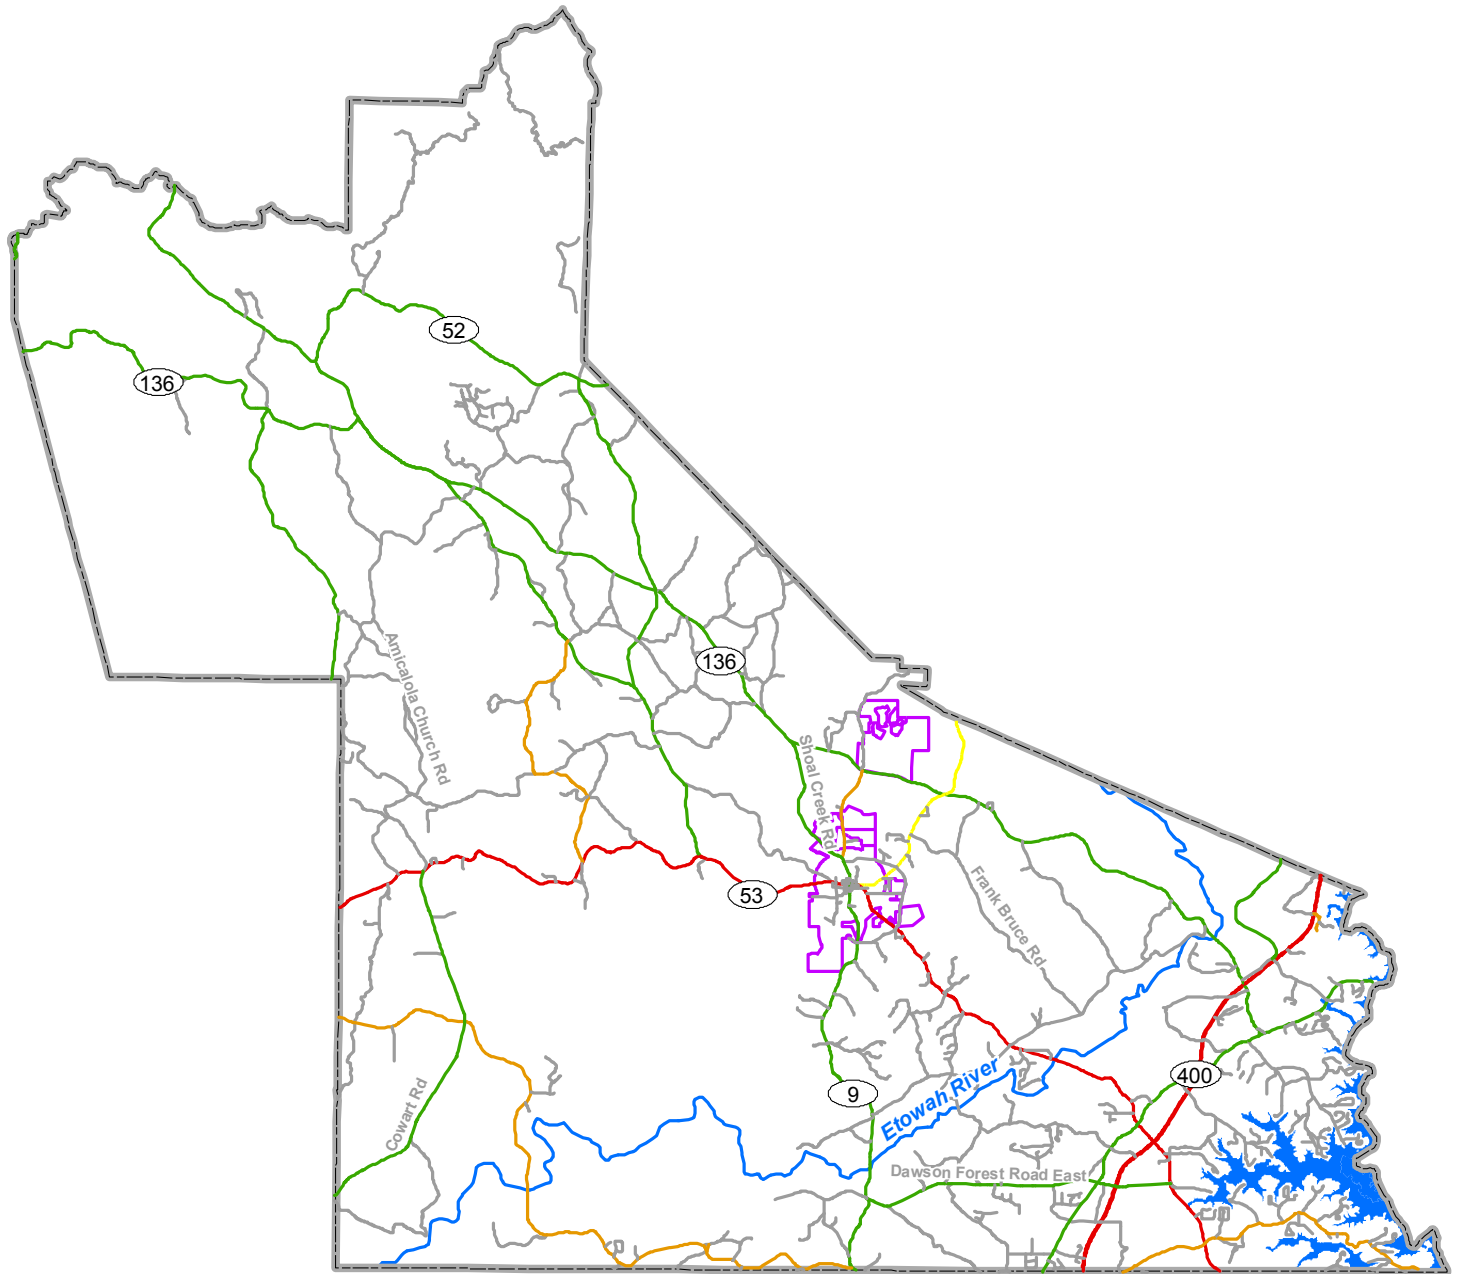 52
136
Amicalola Church Rd
136
Shoal Creek Rd
53
Frank Bruce Rd
400
9
Etowah River
Cowart Rd
Dawson Forest Road East